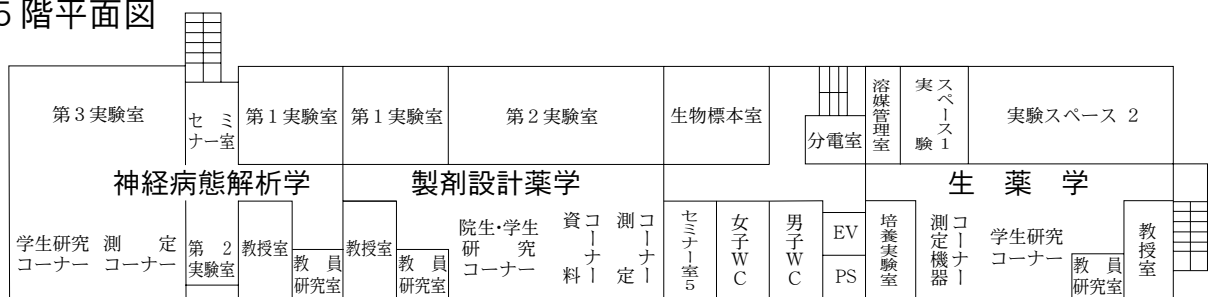 5階平面図
第3実験室
セミ
ナー室
第1実験室
第1実験室
第2実験室
生物標本室
分電室
溶媒管理室
実験
スペース1
実験スペース 2
神経病態解析学
製剤設計薬学
生薬学
学生研究
コーナー
測定
コーナー
第2
実験室
教授室
教員
研究室
教授室
教員
研究室
院生・学生
研究
コーナー
資料
コーナー
測定
コーナー
セミナー室5
女子WC
男子WC
EV
PS
培養実験室
測定機器
コーナー
学生研究
コーナー
教員
研究室
教授室